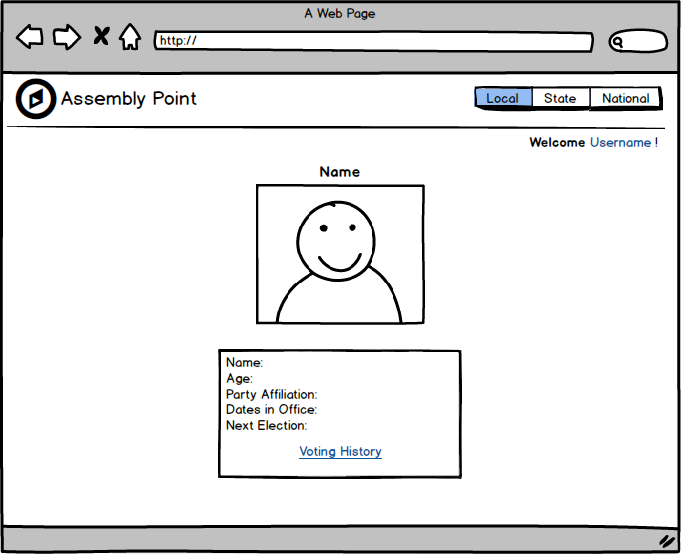 A Web Page
http://
Assembly Point
Local State National
Welcome Username !
Name
Name:
Age:
Party Affiliation:
Dates in Office:
Next Election:
Voting History